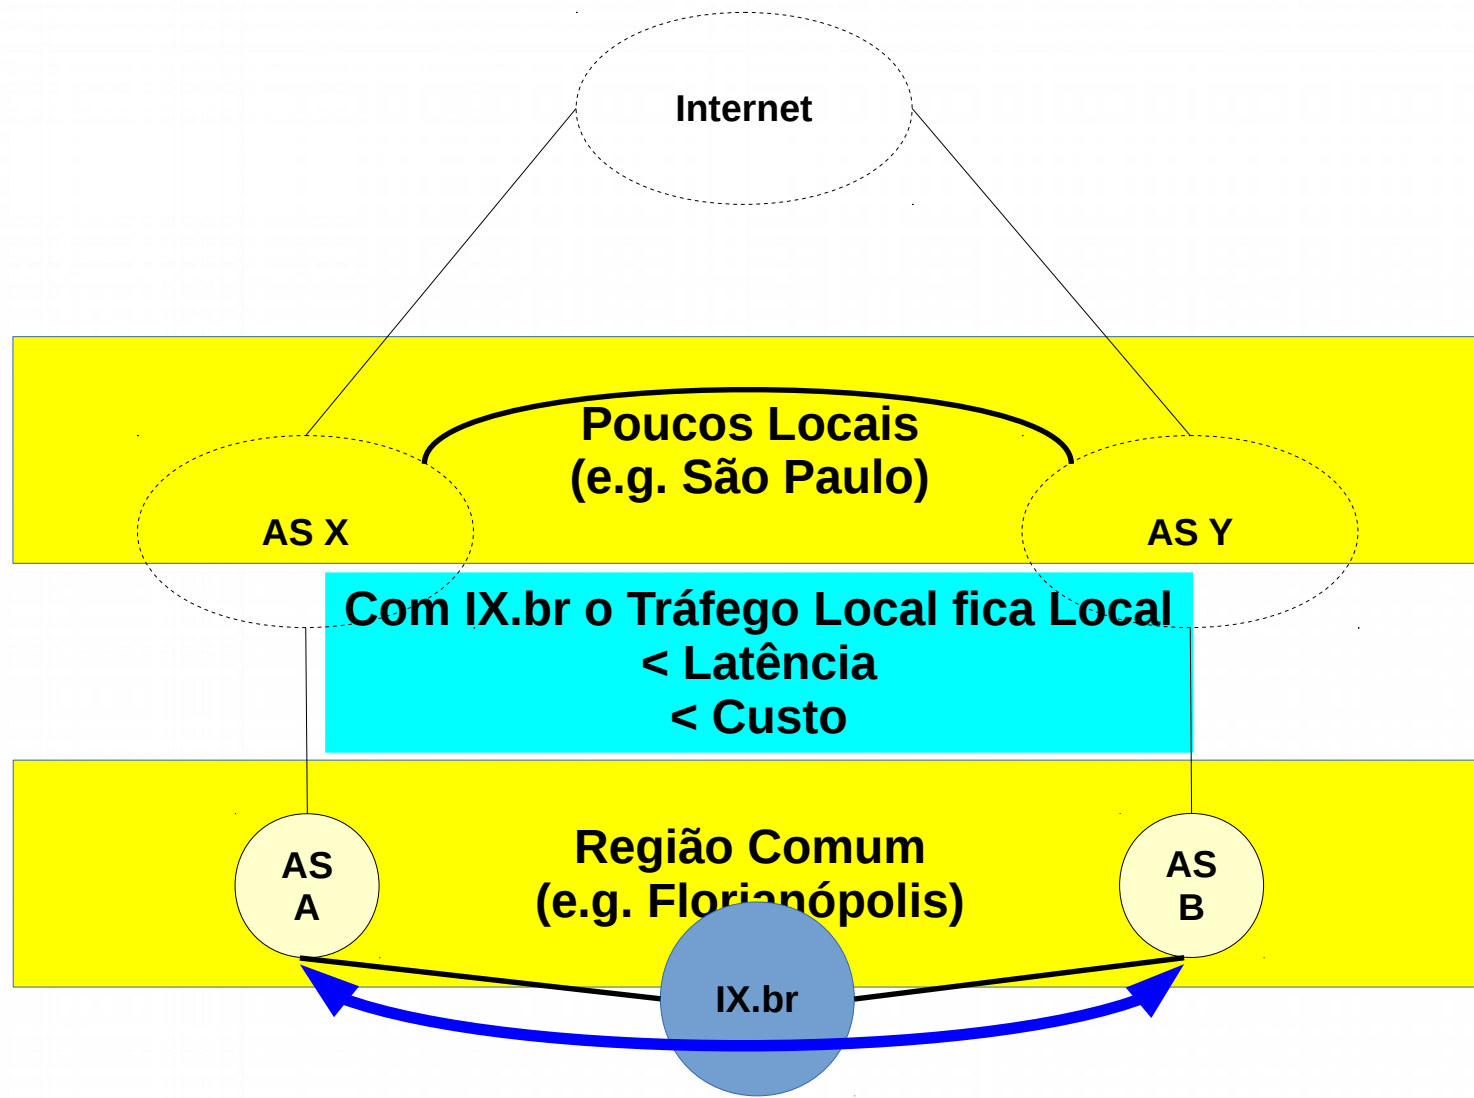 Internet
Poucos Locais
(e.g. São Paulo)
AS X
AS Y
Com IX.br o Tráfego Local fica Local
< Latência
< Custo
Região Comum
(e.g. Florianópolis)
AS
A
AS
B
IX.br